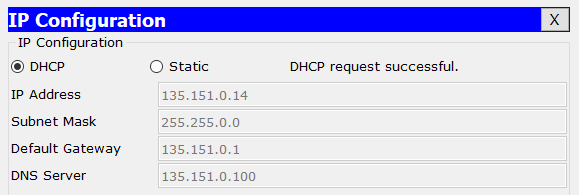 IP Configuration X
IP Configuration
DHCP Static DHCP request successful.
IP Address 135.151.0.14
Subnet Mask 255.255.0.0
Default Gateway 135.151.0.1
DNS Server 135.151.0.100